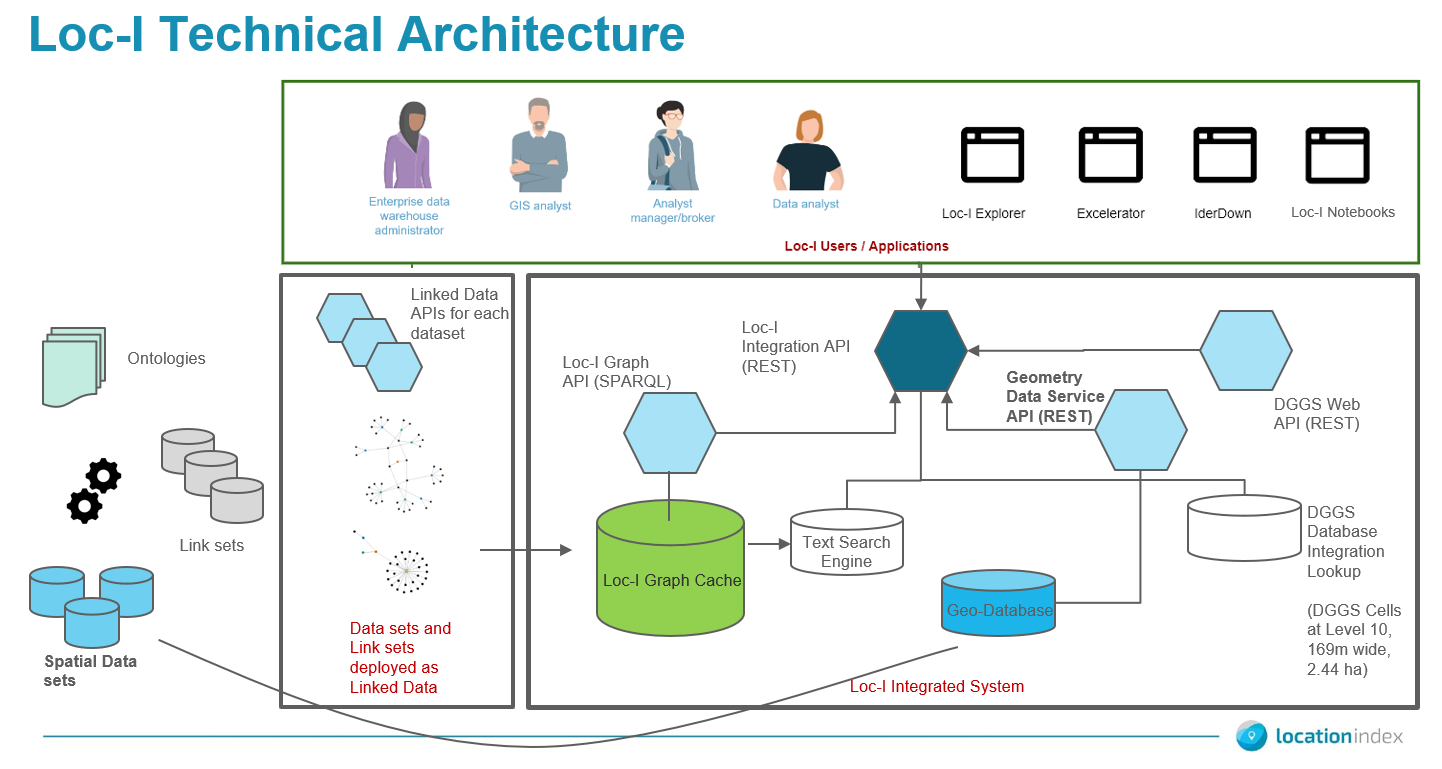 Loc-I Technical Architecture
Enterprise data
warehouse
administrator
GIS analyst
Analyst
manager/broker
Data analyst
Loc-I Explorer
Excelerator
IderDown
Loc-I Notebooks
Loc-I Users / Applications
Ontologies
Link sets
Spatial Data
sets
Linked Data
APIs for each
dataset
Data sets and
Link sets
deployed as
Linked Data
Loc-I Graph
API (SPARQL)
Loc-I
Integration API
(REST)
Geometry
Data Service
API (REST)
DGGS Web
API (REST)
Loc-I Graph Cache
Text Search
Engine
Geo-Database
DGGS
Database
Integration
Lookup
(DGGS Cells
at Level 10,
169m wide,
2.44 ha)
Loc-I Integrated System
locationindex